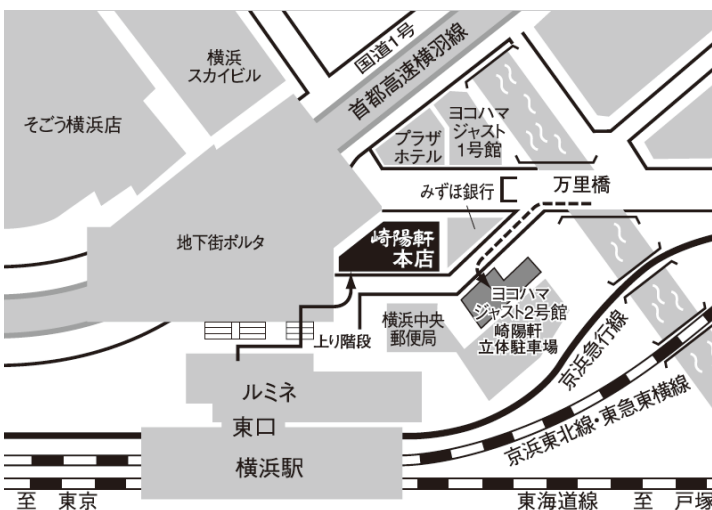 国道1号
首都高速横羽線
横浜
スカイビル
そごう横浜店
ヨコハマ
ジャスト
1号館
プラザ
ホテル
みずほ銀行
万里橋
地下街ポルタ
崎陽軒
本店
ヨコハマ
ジャスト2号館
崎陽軒
立体駐車場
横浜中央
郵便局
上り階段
京浜急行線
京浜東北線・東急東横線
ルミネ
東口
横浜駅
至 東京
東海道線 至 戸塚